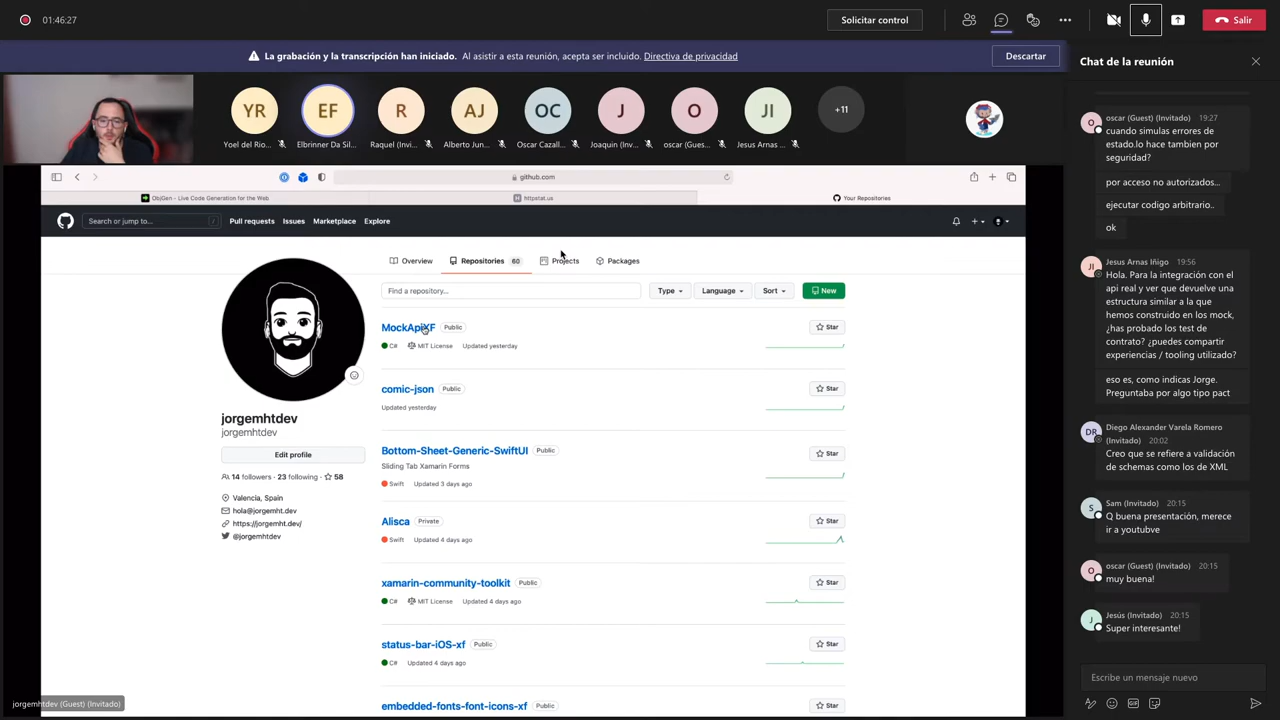 01:46:27
Solicitar control
Salir
La grabación y la transcripción han iniciado. Al asistir a esta reunión, acepta ser incluido. Directiva de privacidad
Descartar
YR
EF
R
AJ
OC
J
O
JI
+11
Yoel del Rio...
Elbrinner Da Sil...
Raquel (Invi...
Alberto Jun...
Oscar Cazall...
Joaquin (Inv...
oscar (Gues...
Jesus Arnas...
github.com
ObjGen - Live Code Generation for the Web
httpstat.us
Your Repositories
Search or jump to...
/
Pull requests
Issues
Marketplace
Explore
Overview
Repositories 60
Projects
Packages
Find a repository...
Type
Language
Sort
New
MockApiXF Public
Star
C# MIT License Updated yesterday
comic-json Public
Star
Updated yesterday
Bottom-Sheet-Generic-SwiftUI Public
Star
Sliding Tab Xamarin Forms
Swift Updated 3 days ago
Alisca Private
Star
Swift Updated 4 days ago
xamarin-community-toolkit Public
Star
C# MIT License Updated 4 days ago
status-bar-iOS-xf Public
Star
C# Updated 4 days ago
embedded-fonts-font-icons-xf Public
Star
jorgemhtdev
jorgemhtdev
Edit profile
14 followers · 23 following · 58
Valencia, Spain
hola@jorgemht.dev
https://jorgemht.dev/
@jorgemhtdev
jorgemhtdev (Guest) (Invitado)
Chat de la reunión
O
oscar (Guest) (Invitado) 19:27
cuando simulas errores de
estado.lo hace tambien por
seguridad?
por acceso no autorizados...
ejecutar codigo arbitrario..
ok
JI
Jesus Arnas Iñigo 19:56
Hola. Para la integración con el
api real y ver que devuelve una
estructura similar a la que
hemos construido en los mock,
¿has probado los test de
contrato? ¿puedes compartir
experiencias / tooling utilizado?
eso es, como indicas Jorge.
Preguntaba por algo tipo pact
DR
Diego Alexander Varela Romero
(Invitado) 20:02
Creo que se refiere a validación
de schemas como los de XML
S
Sam (Invitado) 20:15
Q buena presentación, merece
ir a youtubve
O
oscar (Guest) (Invitado) 20:15
muy buena!
J
Jesús (Invitado) 20:15
Super interesante!
Escribe un mensaje nuevo
GIF